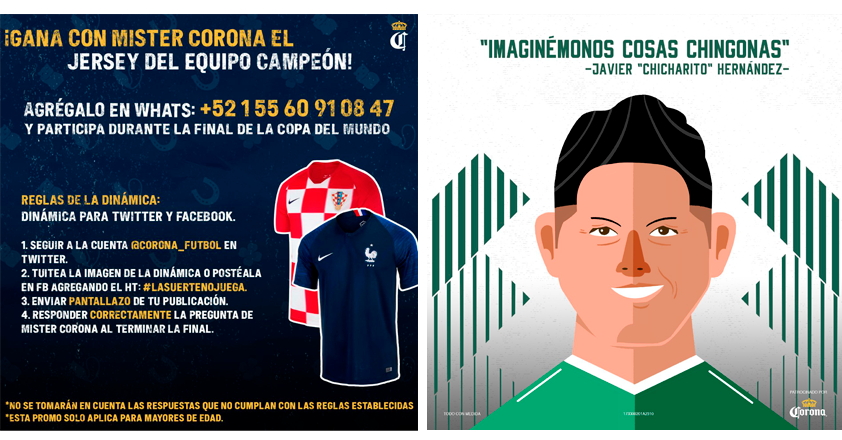 ¡GANA CON MISTER CORONA EL
JERSEY DEL EQUIPO CAMPEÓN!
AGRÉGALO EN WHATS: +52 1 55 60 91 08 47
Y PARTICIPA DURANTE LA FINAL DE LA COPA DEL MUNDO
REGLAS DE LA DINÁMICA:
DINÁMICA PARA TWITTER Y FACEBOOK.
1. SEGUIR A LA CUENTA @CORONA_FUTBOL EN
TWITTER.
2. TUITEA LA IMAGEN DE LA DINÁMICA O POSTÉALA
EN FB AGREGANDO EL HT: #LASUERTENOJUEGA.
3. ENVIAR PANTALLAZO DE TU PUBLICACIÓN.
4. RESPONDER CORRECTAMENTE LA PREGUNTA DE
MISTER CORONA AL TERMINAR LA FINAL.
*NO SE TOMARÁN EN CUENTA LAS RESPUESTAS QUE NO CUMPLAN CON LAS REGLAS ESTABLECIDAS
*ESTA PROMO SOLO APLICA PARA MAYORES DE EDAD.
"IMAGINÉMONOS COSAS CHINGONAS"
-JAVIER "CHICHARITO" HERNÁNDEZ-
TODO CON MEDIDA
PATROCINADO POR:
Corona